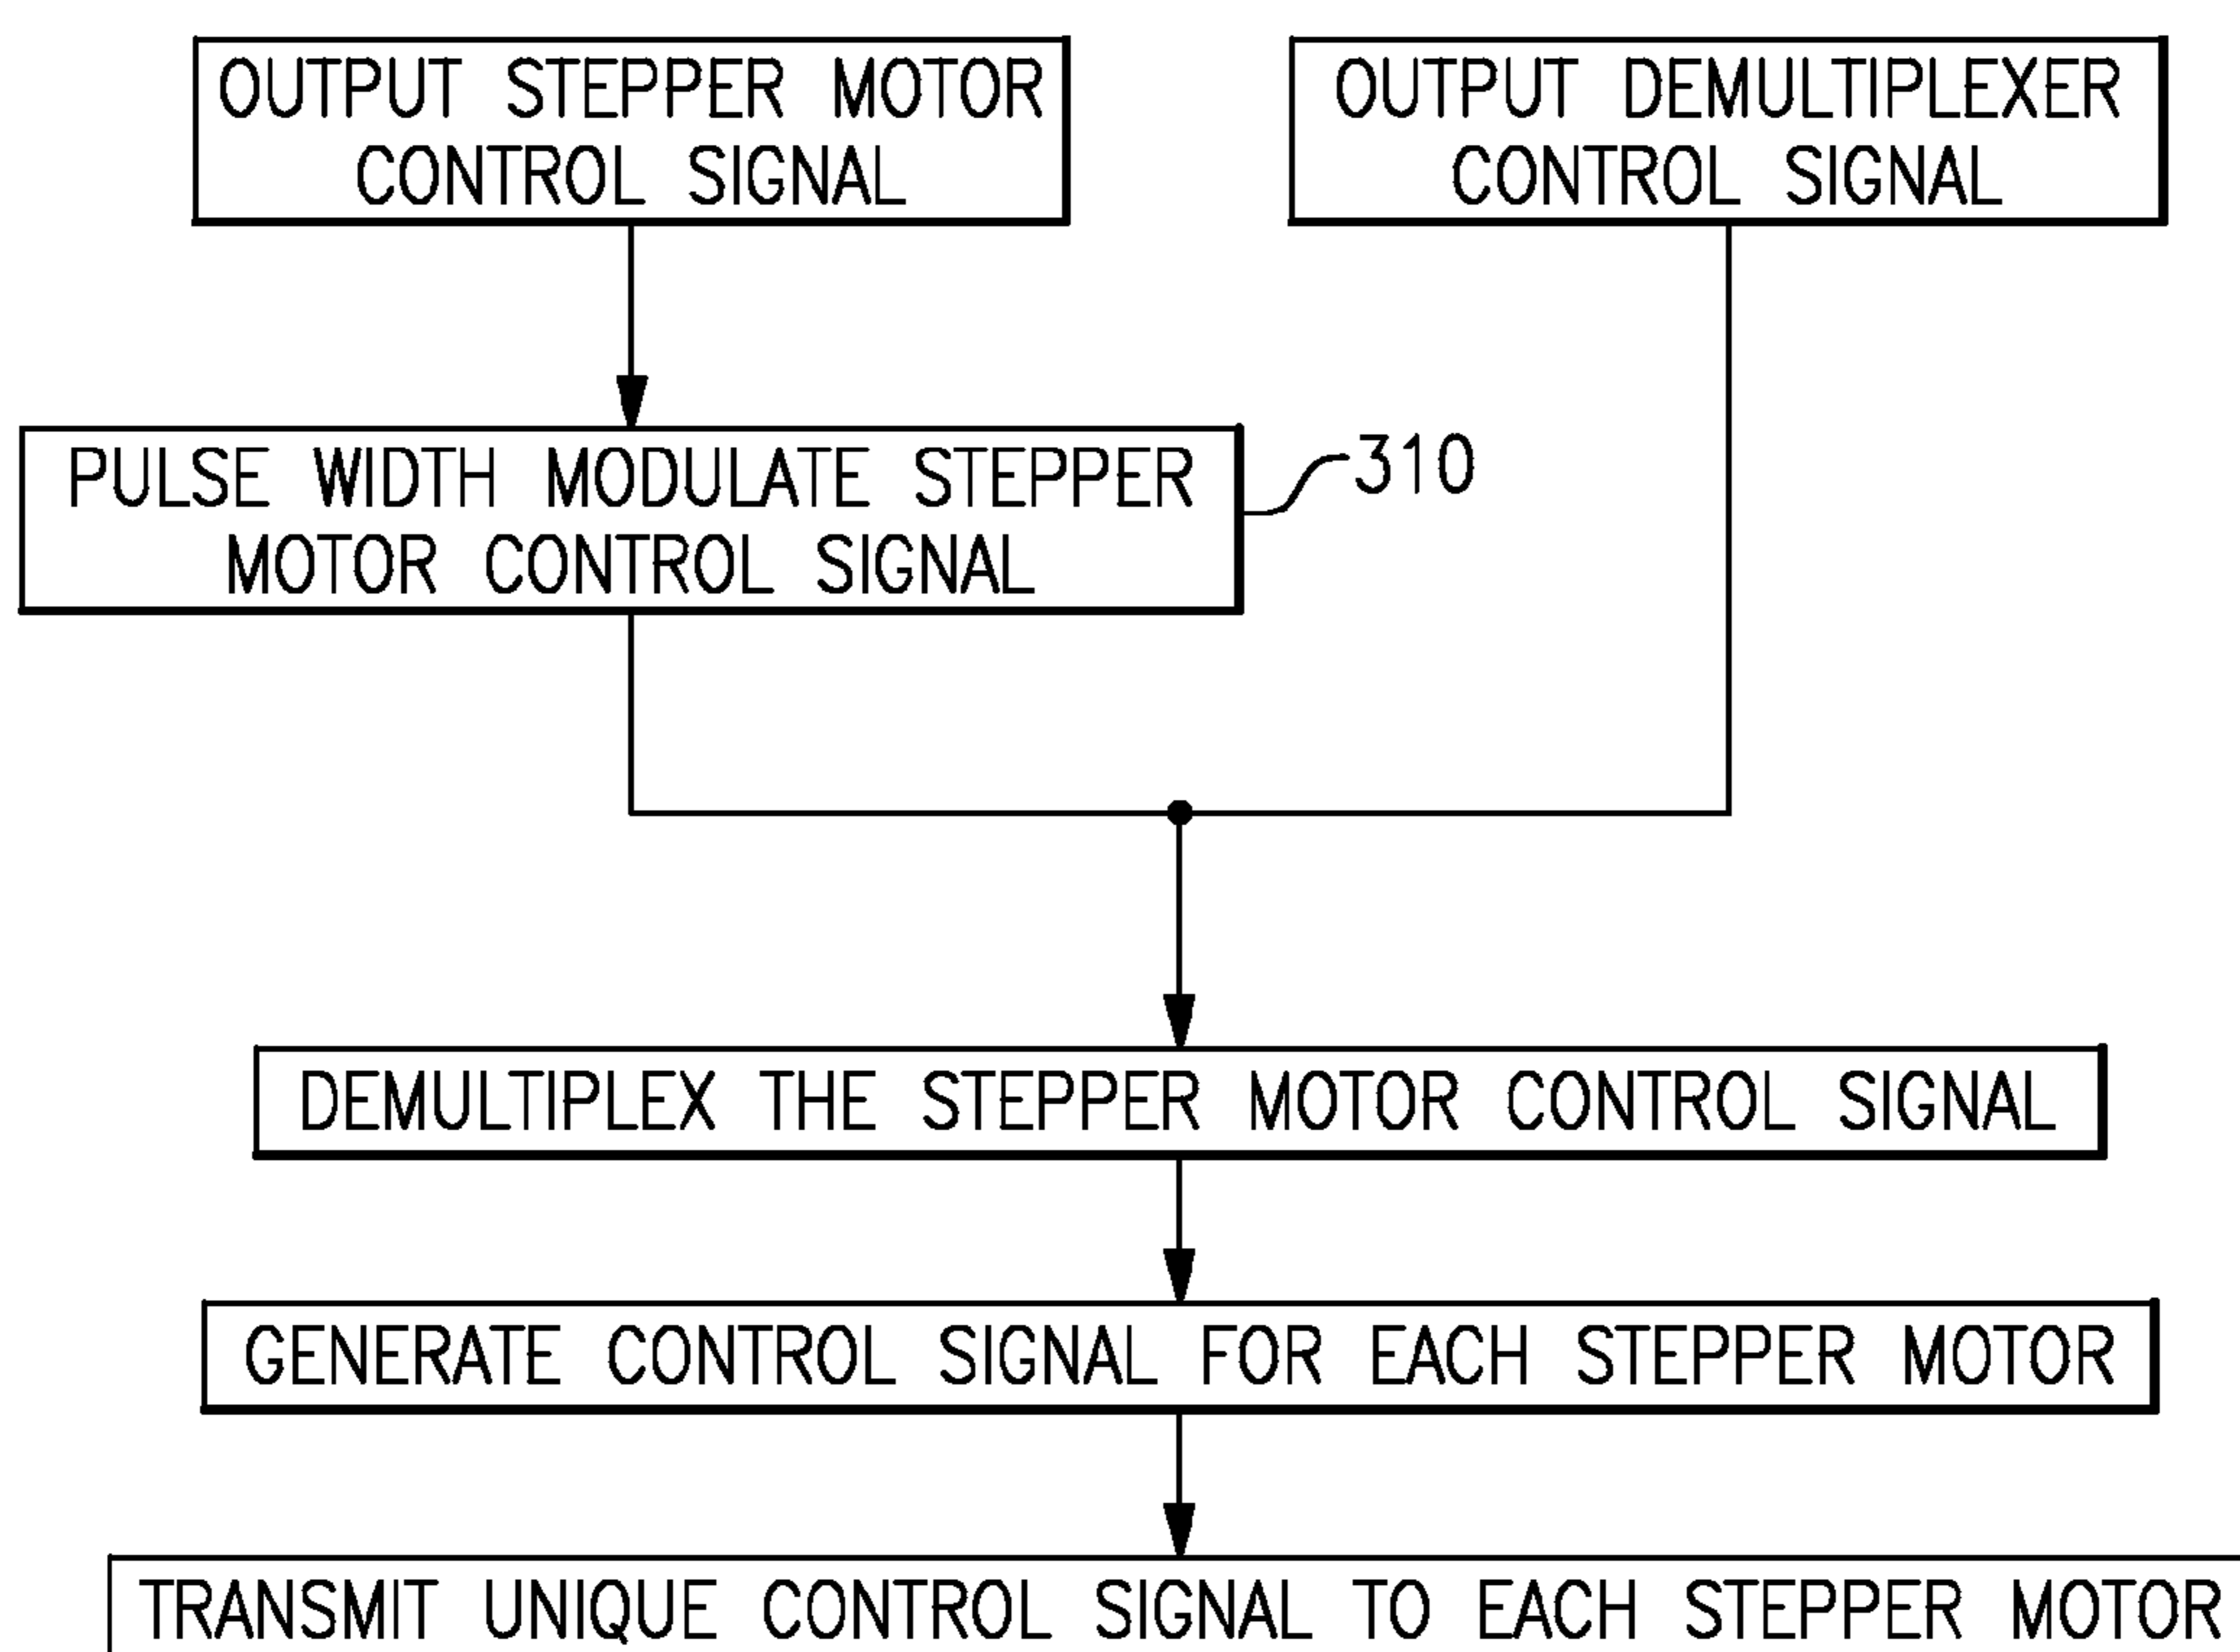 OUTPUT STEPPER MOTOR
CONTROL SIGNAL
OUTPUT DEMULTIPLEXER
CONTROL SIGNAL
PULSE WIDTH MODULATE STEPPER
MOTOR CONTROL SIGNAL
310
DEMULTIPLEX THE STEPPER MOTOR CONTROL SIGNAL
GENERATE CONTROL SIGNAL FOR EACH STEPPER MOTOR
TRANSMIT UNIQUE CONTROL SIGNAL TO EACH STEPPER MOTOR